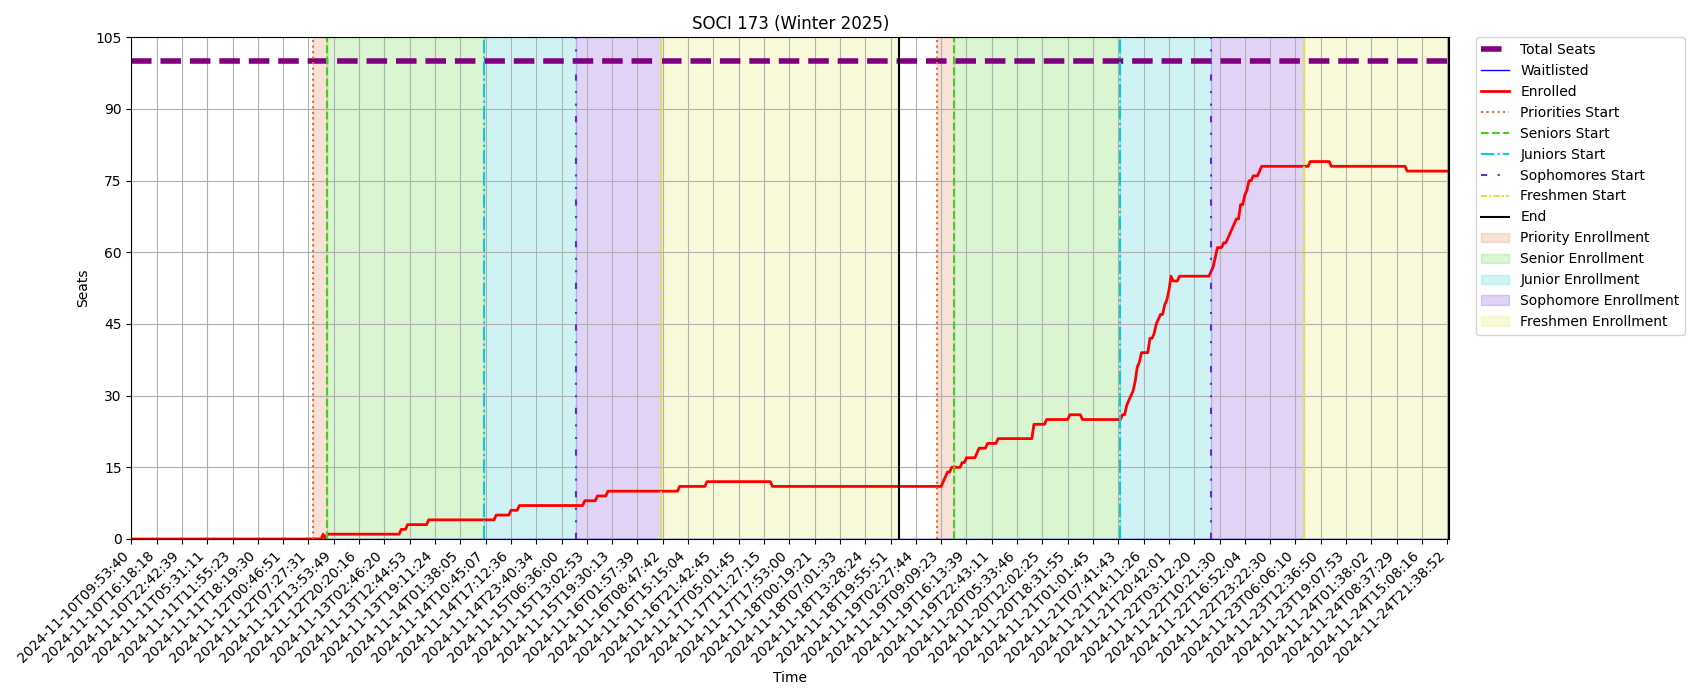 SOCI 173 (Winter 2025)
105
90
75
60
45
30
15
0
Seats
2024-11-10T09:53:40
2024-11-10T16:18:18
2024-11-10T22:42:39
2024-11-11T05:31:11
2024-11-11T11:55:23
2024-11-11T18:19:30
2024-11-12T00:46:51
2024-11-12T07:27:31
2024-11-12T13:53:49
2024-11-12T20:20:16
2024-11-13T02:46:20
2024-11-13T12:44:53
2024-11-13T19:11:24
2024-11-14T01:38:05
2024-11-14T10:45:07
2024-11-14T17:12:36
2024-11-14T23:40:34
2024-11-15T06:36:00
2024-11-15T13:02:53
2024-11-15T19:30:13
2024-11-16T01:57:39
2024-11-16T08:47:42
2024-11-16T15:15:04
2024-11-16T21:42:45
2024-11-17T05:01:45
2024-11-17T11:27:15
2024-11-17T17:53:00
2024-11-18T00:19:21
2024-11-18T07:01:33
2024-11-18T13:28:24
2024-11-18T19:55:51
2024-11-19T02:27:44
2024-11-19T09:09:23
2024-11-19T16:13:39
2024-11-19T22:43:11
2024-11-20T05:33:46
2024-11-20T12:02:25
2024-11-20T18:31:55
2024-11-21T01:01:45
2024-11-21T07:41:43
2024-11-21T14:11:26
2024-11-21T20:42:01
2024-11-22T03:12:20
2024-11-22T10:21:30
2024-11-22T16:52:04
2024-11-22T23:22:30
2024-11-23T06:06:10
2024-11-23T12:36:50
2024-11-23T19:07:53
2024-11-24T01:38:02
2024-11-24T08:37:29
2024-11-24T15:08:16
2024-11-24T21:38:52
Time
Total Seats
Waitlisted
Enrolled
Priorities Start
Seniors Start
Juniors Start
Sophomores Start
Freshmen Start
End
Priority Enrollment
Senior Enrollment
Junior Enrollment
Sophomore Enrollment
Freshmen Enrollment